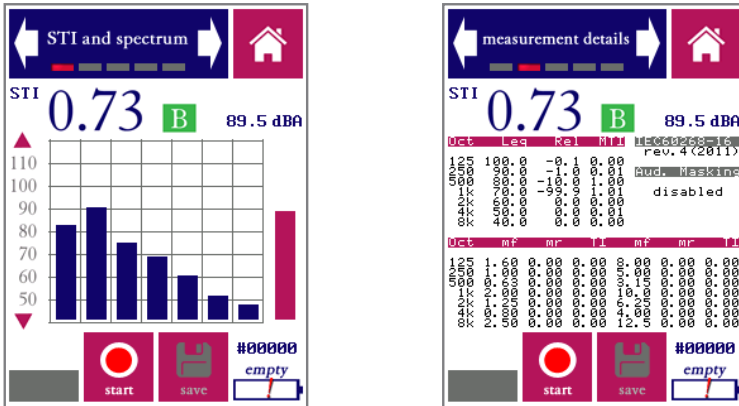 STI and spectrum
STI 0.73 B 89.5 dBA
110
100
90
80
70
60
50
start
save
#00000
empty
!
measurement details
STI 0.73 B 89.5 dBA
Oct Leq Rel MTI IEC60268-16
rev.4(2011)
125 100.0 -0.1 0.00
250 90.0 -1.0 0.01 Aud. Masking
500 80.0 -10.0 1.00
1k 70.0 -99.9 1.01 disabled
2k 60.0 0.0 0.00
4k 50.0 0.0 0.01
8k 40.0 0.0 0.00
Oct mf mr TI mf mr TI
125 1.60 0.00 0.00 8.00 0.00 0.00
250 1.00 0.00 0.00 5.00 0.00 0.00
500 0.63 0.00 0.00 3.15 0.00 0.00
1k 2.00 0.00 0.00 10.0 0.00 0.00
2k 1.25 0.00 0.00 6.25 0.00 0.00
4k 0.80 0.00 0.00 4.00 0.00 0.00
8k 2.50 0.00 0.00 12.5 0.00 0.00
start
save
#00000
empty
!